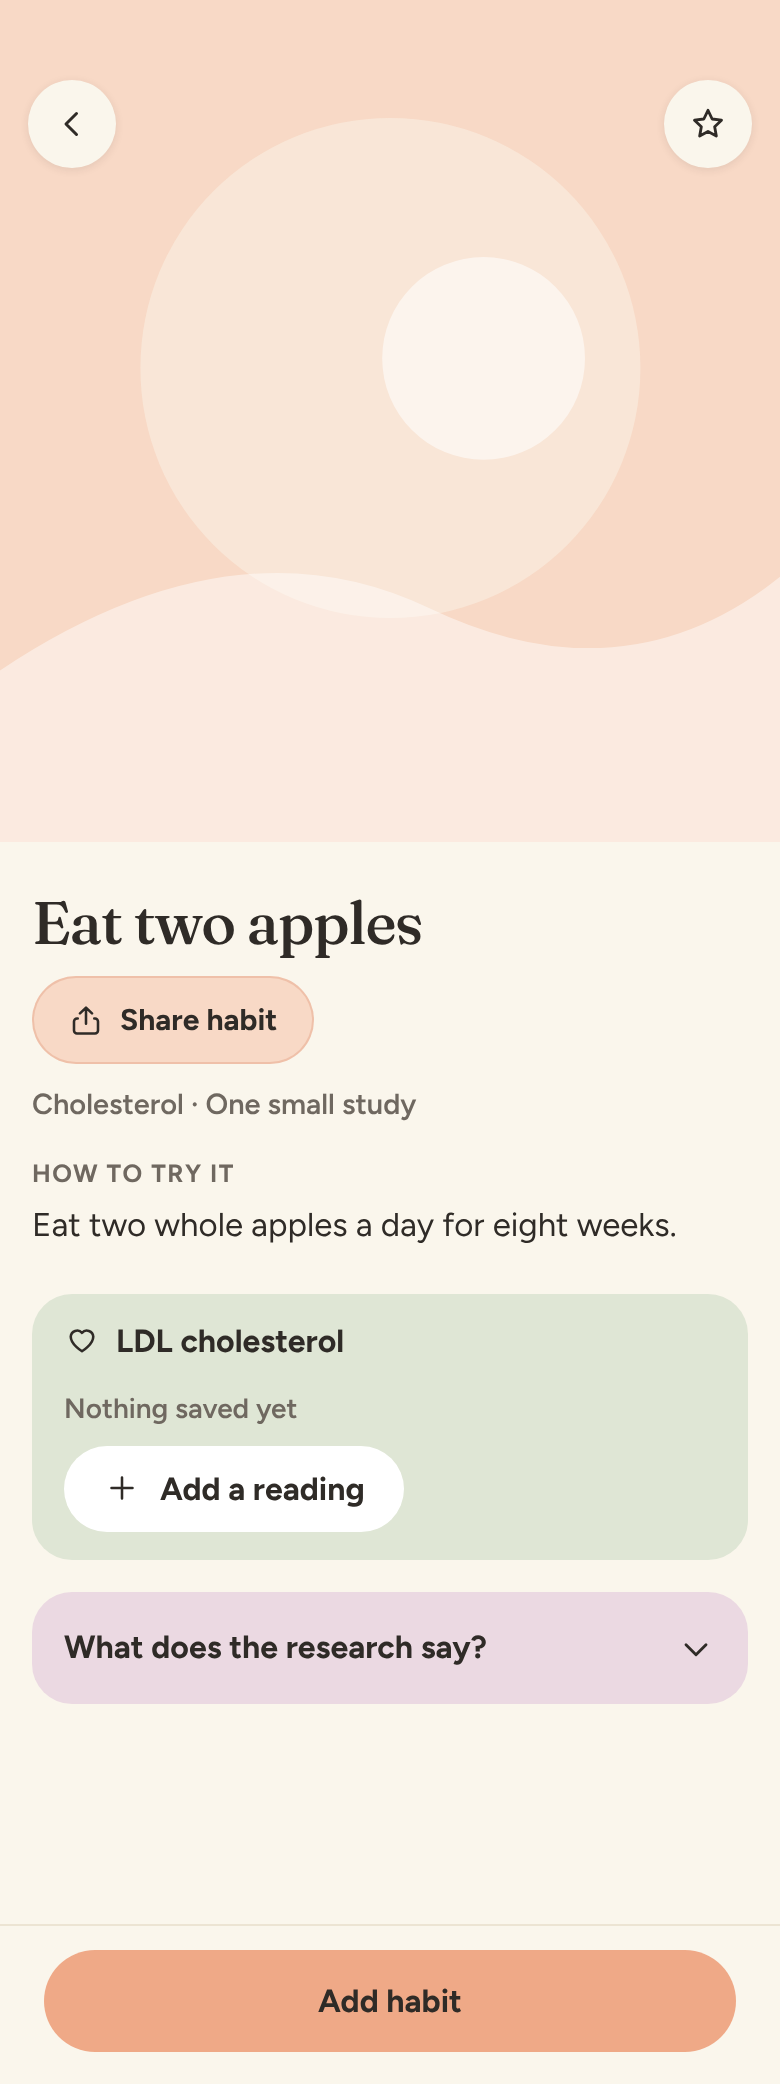 Eat two apples
Share habit
Cholesterol · One small study
HOW TO TRY IT
Eat two whole apples a day for eight weeks.
LDL cholesterol
Nothing saved yet
Add a reading
What does the research say?
Add habit